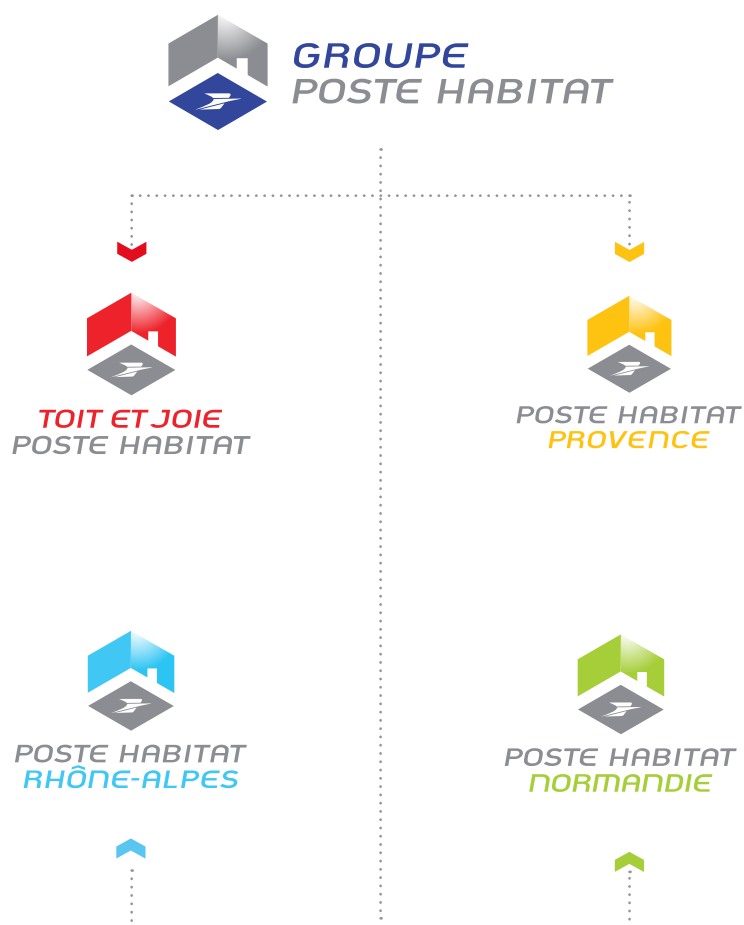 GROUPE
POSTE HABITAT
TOIT ET JOIE
POSTE HABITAT
POSTE HABITAT
PROVENCE
POSTE HABITAT
RHÔNE-ALPES
POSTE HABITAT
NORMANDIE